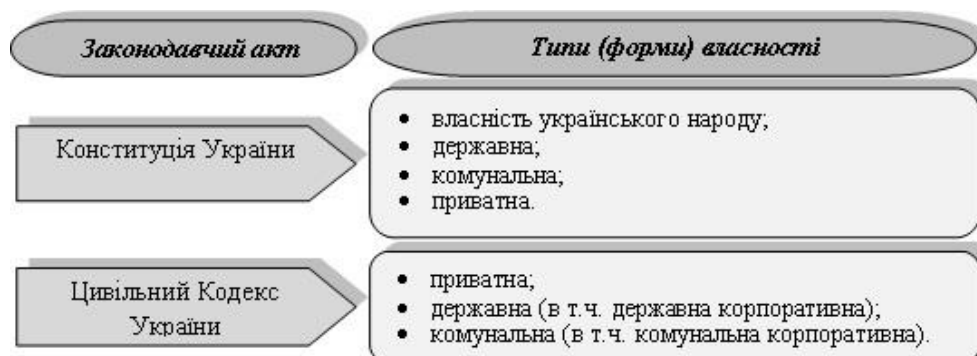 Законодавчий акт
Типи (форми) власності
Конституція України
• власність українського народу;
• державна;
• комунальна;
• приватна.
Цивільний Кодекс
України
• приватна;
• державна (в т.ч. державна корпоративна);
• комунальна (в т.ч. комунальна корпоративна).